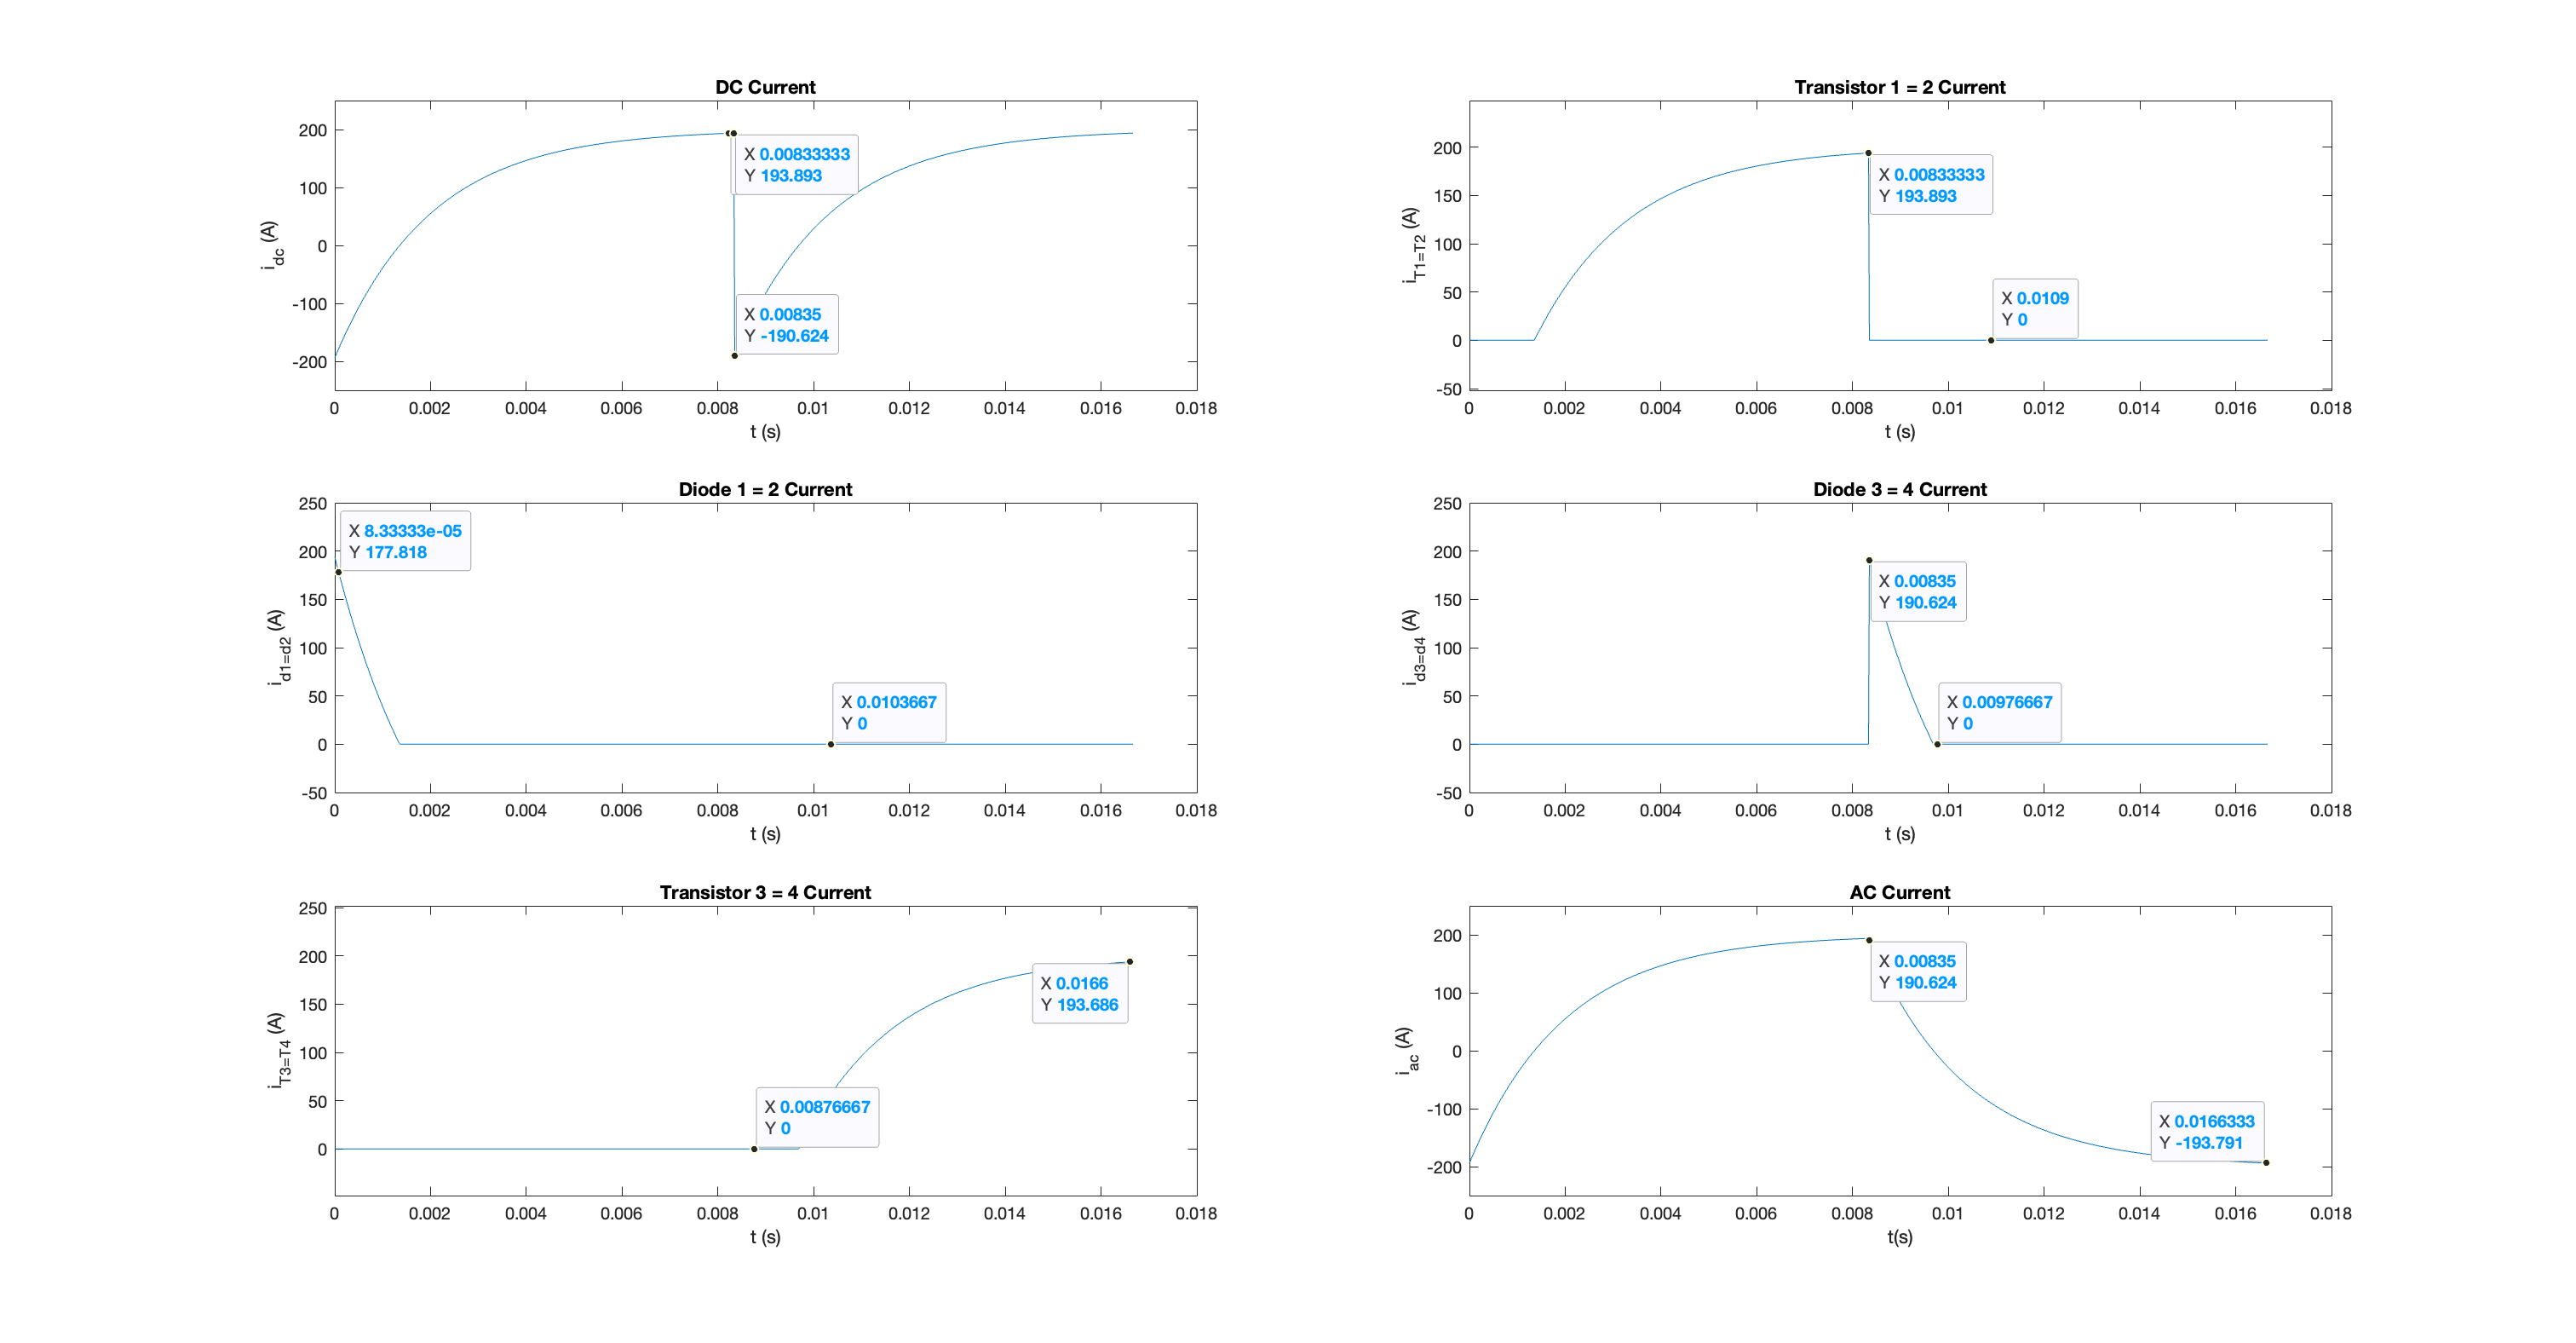 DC Current
200
100
0
-100
-200
i_dc (A)
X 0.00833333
Y 193.893
X 0.00835
Y -190.624
0 0.002 0.004 0.006 0.008 0.01 0.012 0.014 0.016 0.018
t (s)
Transistor 1 = 2 Current
200
150
100
50
0
-50
i_T1=T2 (A)
X 0.00833333
Y 193.893
X 0.0109
Y 0
0 0.002 0.004 0.006 0.008 0.01 0.012 0.014 0.016 0.018
t (s)
Diode 1 = 2 Current
250
200
150
100
50
0
-50
i_d1=d2 (A)
X 8.33333e-05
Y 177.818
X 0.0103667
Y 0
0 0.002 0.004 0.006 0.008 0.01 0.012 0.014 0.016 0.018
t (s)
Diode 3 = 4 Current
250
200
150
100
50
0
-50
i_d3=d4 (A)
X 0.00835
Y 190.624
X 0.00976667
Y 0
0 0.002 0.004 0.006 0.008 0.01 0.012 0.014 0.016 0.018
t (s)
Transistor 3 = 4 Current
250
200
150
100
50
0
i_T3=T4 (A)
X 0.0166
Y 193.686
X 0.00876667
Y 0
0 0.002 0.004 0.006 0.008 0.01 0.012 0.014 0.016 0.018
t (s)
AC Current
200
100
0
-100
-200
i_ac (A)
X 0.00835
Y 190.624
X 0.0166333
Y -193.791
0 0.002 0.004 0.006 0.008 0.01 0.012 0.014 0.016 0.018
t(s)